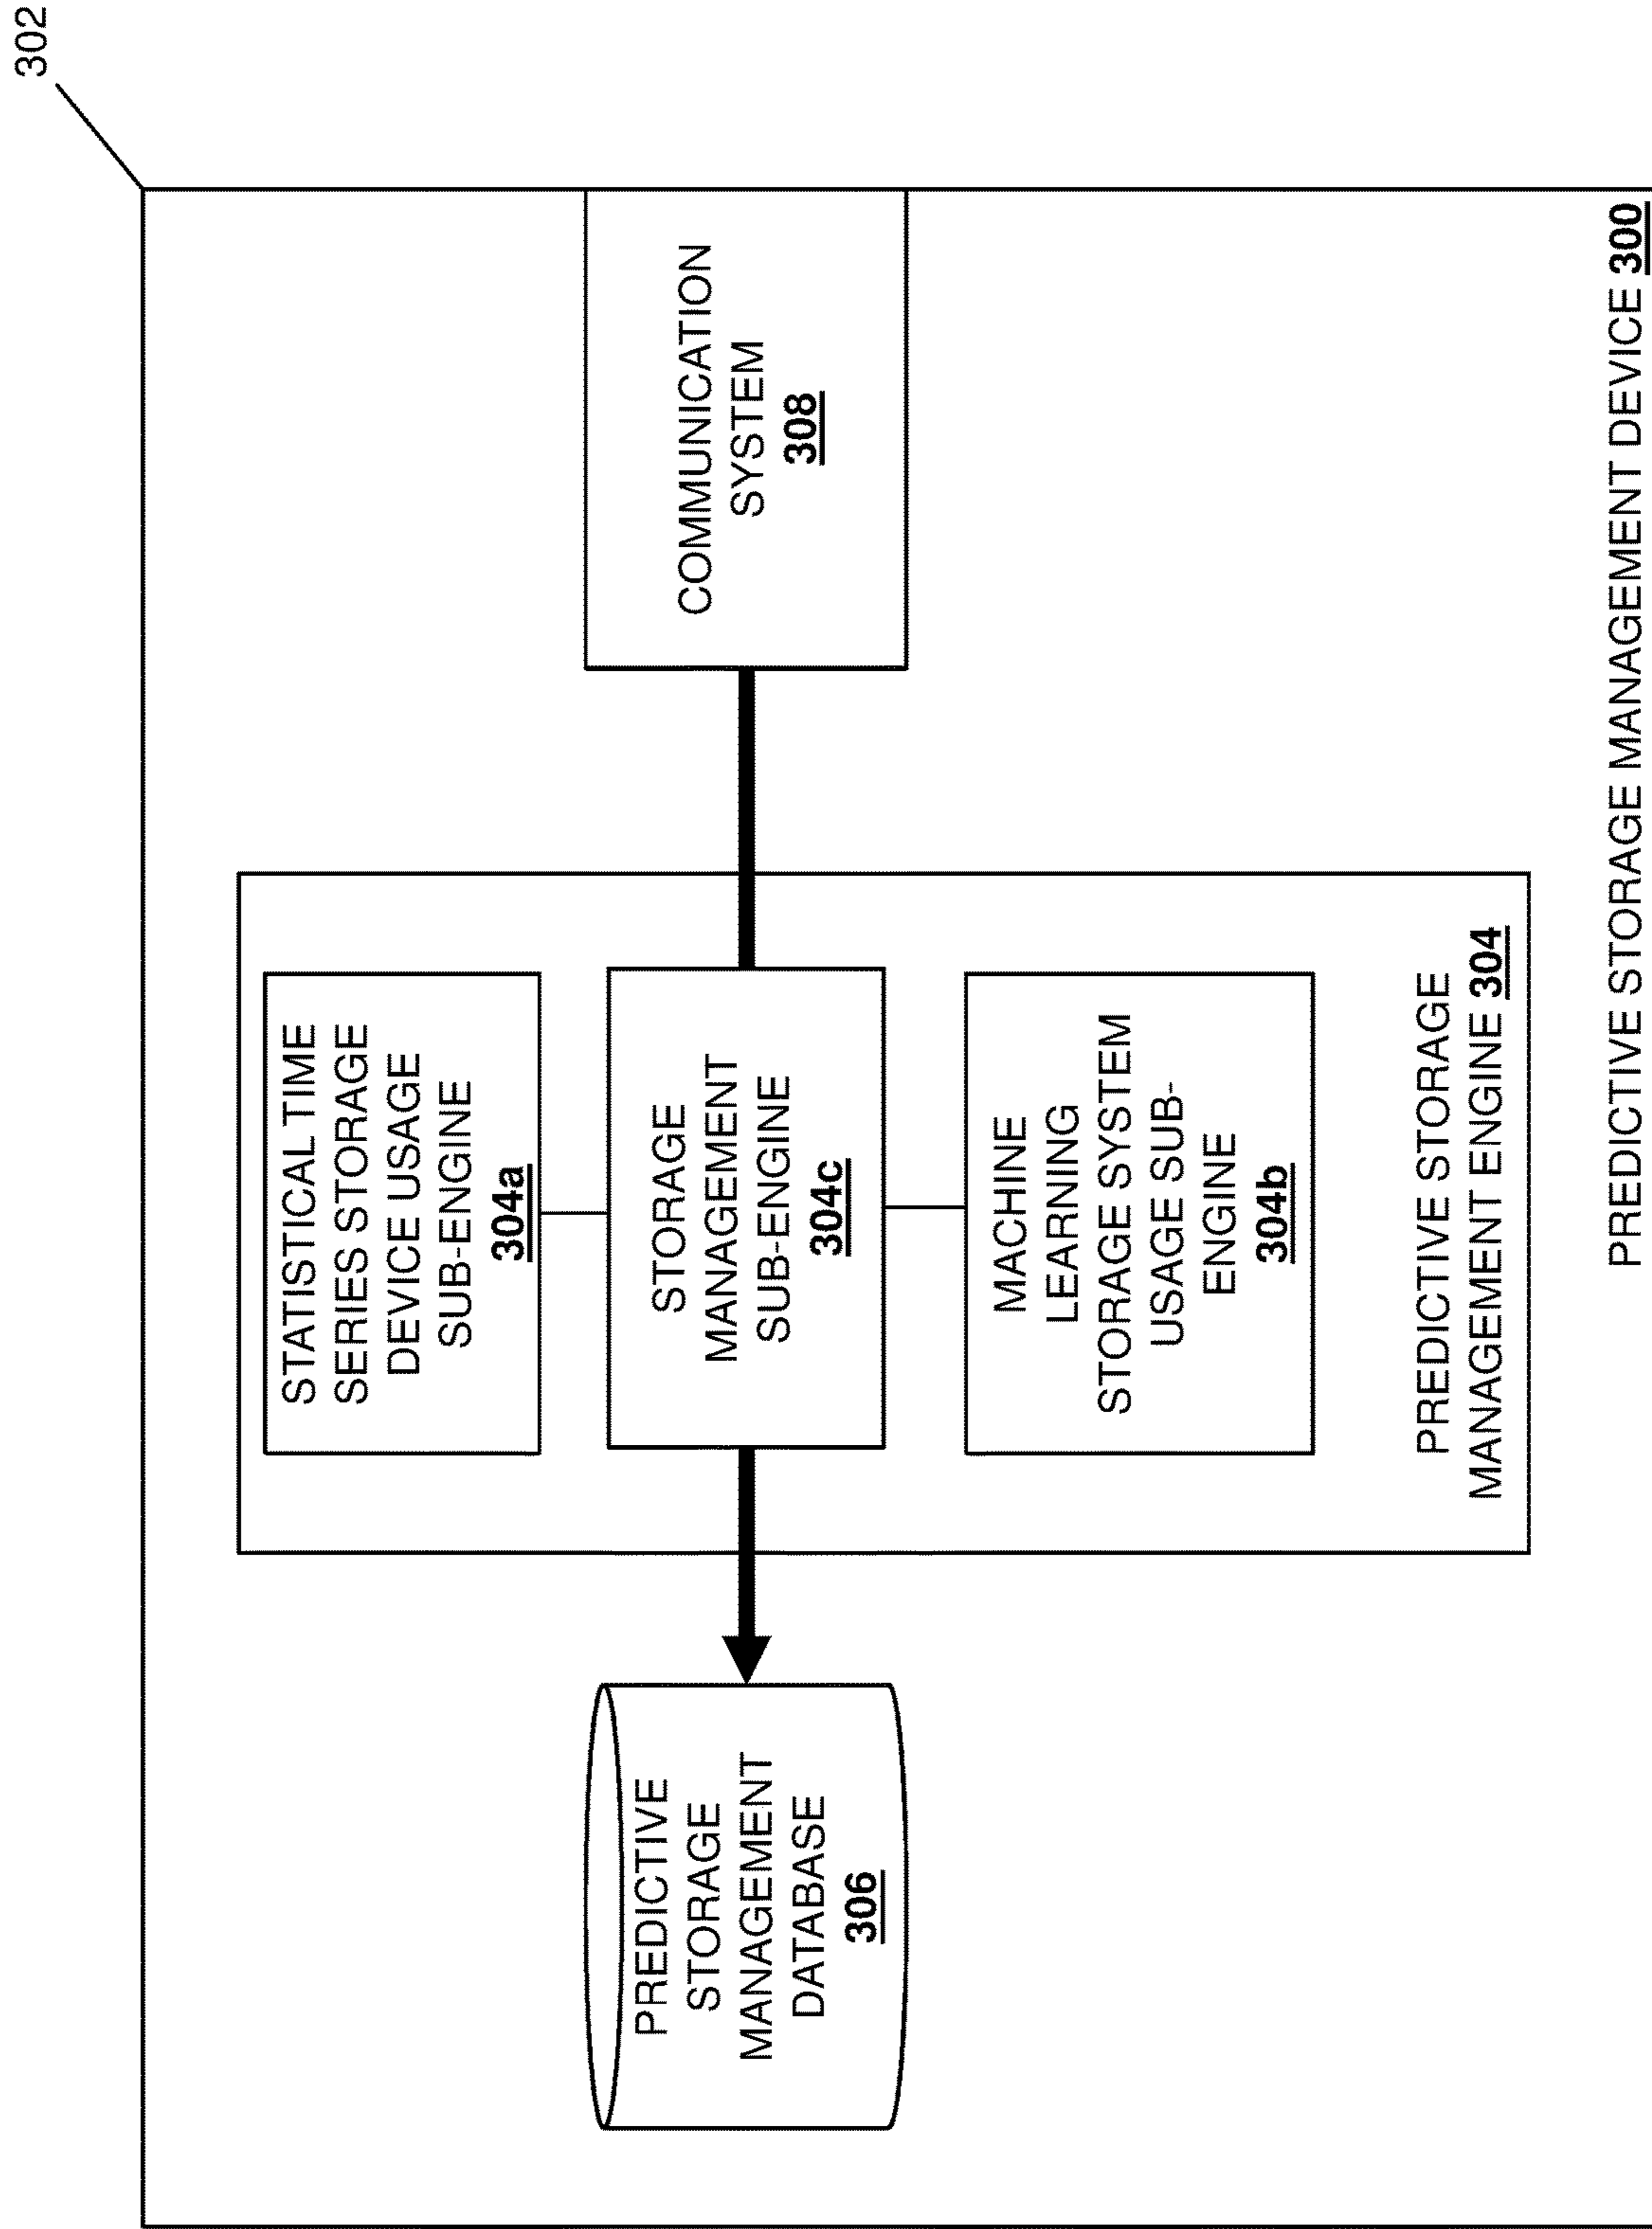 302
STATISTICAL TIME
SERIES STORAGE
DEVICE USAGE
SUB-ENGINE
304a
PREDICTIVE
STORAGE
MANAGEMENT
DATABASE
306
STORAGE
MANAGEMENT
SUB-ENGINE
304c
COMMUNICATION
SYSTEM
308
MACHINE
LEARNING
STORAGE SYSTEM
USAGE SUB-
ENGINE
304b
PREDICTIVE STORAGE
MANAGEMENT ENGINE 304
PREDICTIVE STORAGE MANAGEMENT DEVICE 300